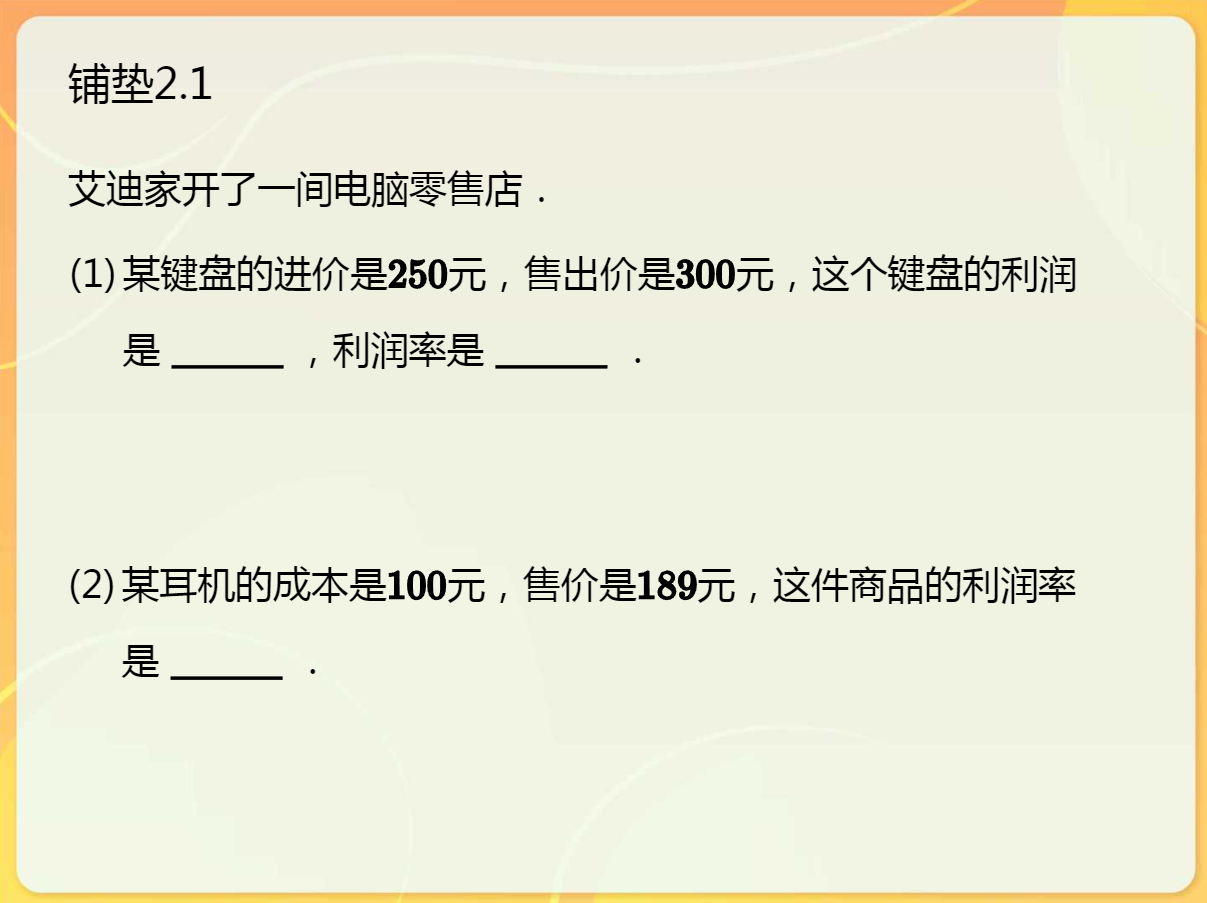 铺垫2.1
艾迪家开了一间电脑零售店．
(1) 某键盘的进价是250元，售出价是300元，这个键盘的利润
是 ______ ，利润率是 ______ ．
(2) 某耳机的成本是100元，售价是189元，这件商品的利润率
是 ______ ．